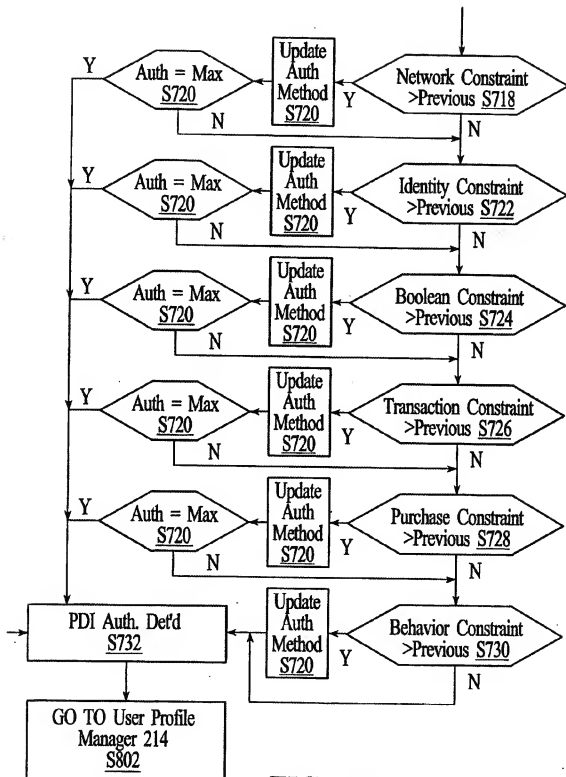 Y
Auth = Max
S720
Update
Auth
Method
S720
Y
Network Constraint
>Previous S718
N
N
Y
Auth = Max
S720
Update
Auth
Method
S720
Y
Identity Constraint
>Previous S722
N
N
Y
Auth = Max
S720
Update
Auth
Method
S720
Y
Boolean Constraint
>Previous S724
N
N
Y
Auth = Max
S720
Update
Auth
Method
S720
Y
Transaction Constraint
>Previous S726
N
N
Y
Auth = Max
S720
Update
Auth
Method
S720
Y
Purchase Constraint
>Previous S728
N
N
PDI Auth. Det'd
S732
Update
Auth
Method
S720
Y
Behavior Constraint
>Previous S730
N
GO TO User Profile
Manager 214
S802